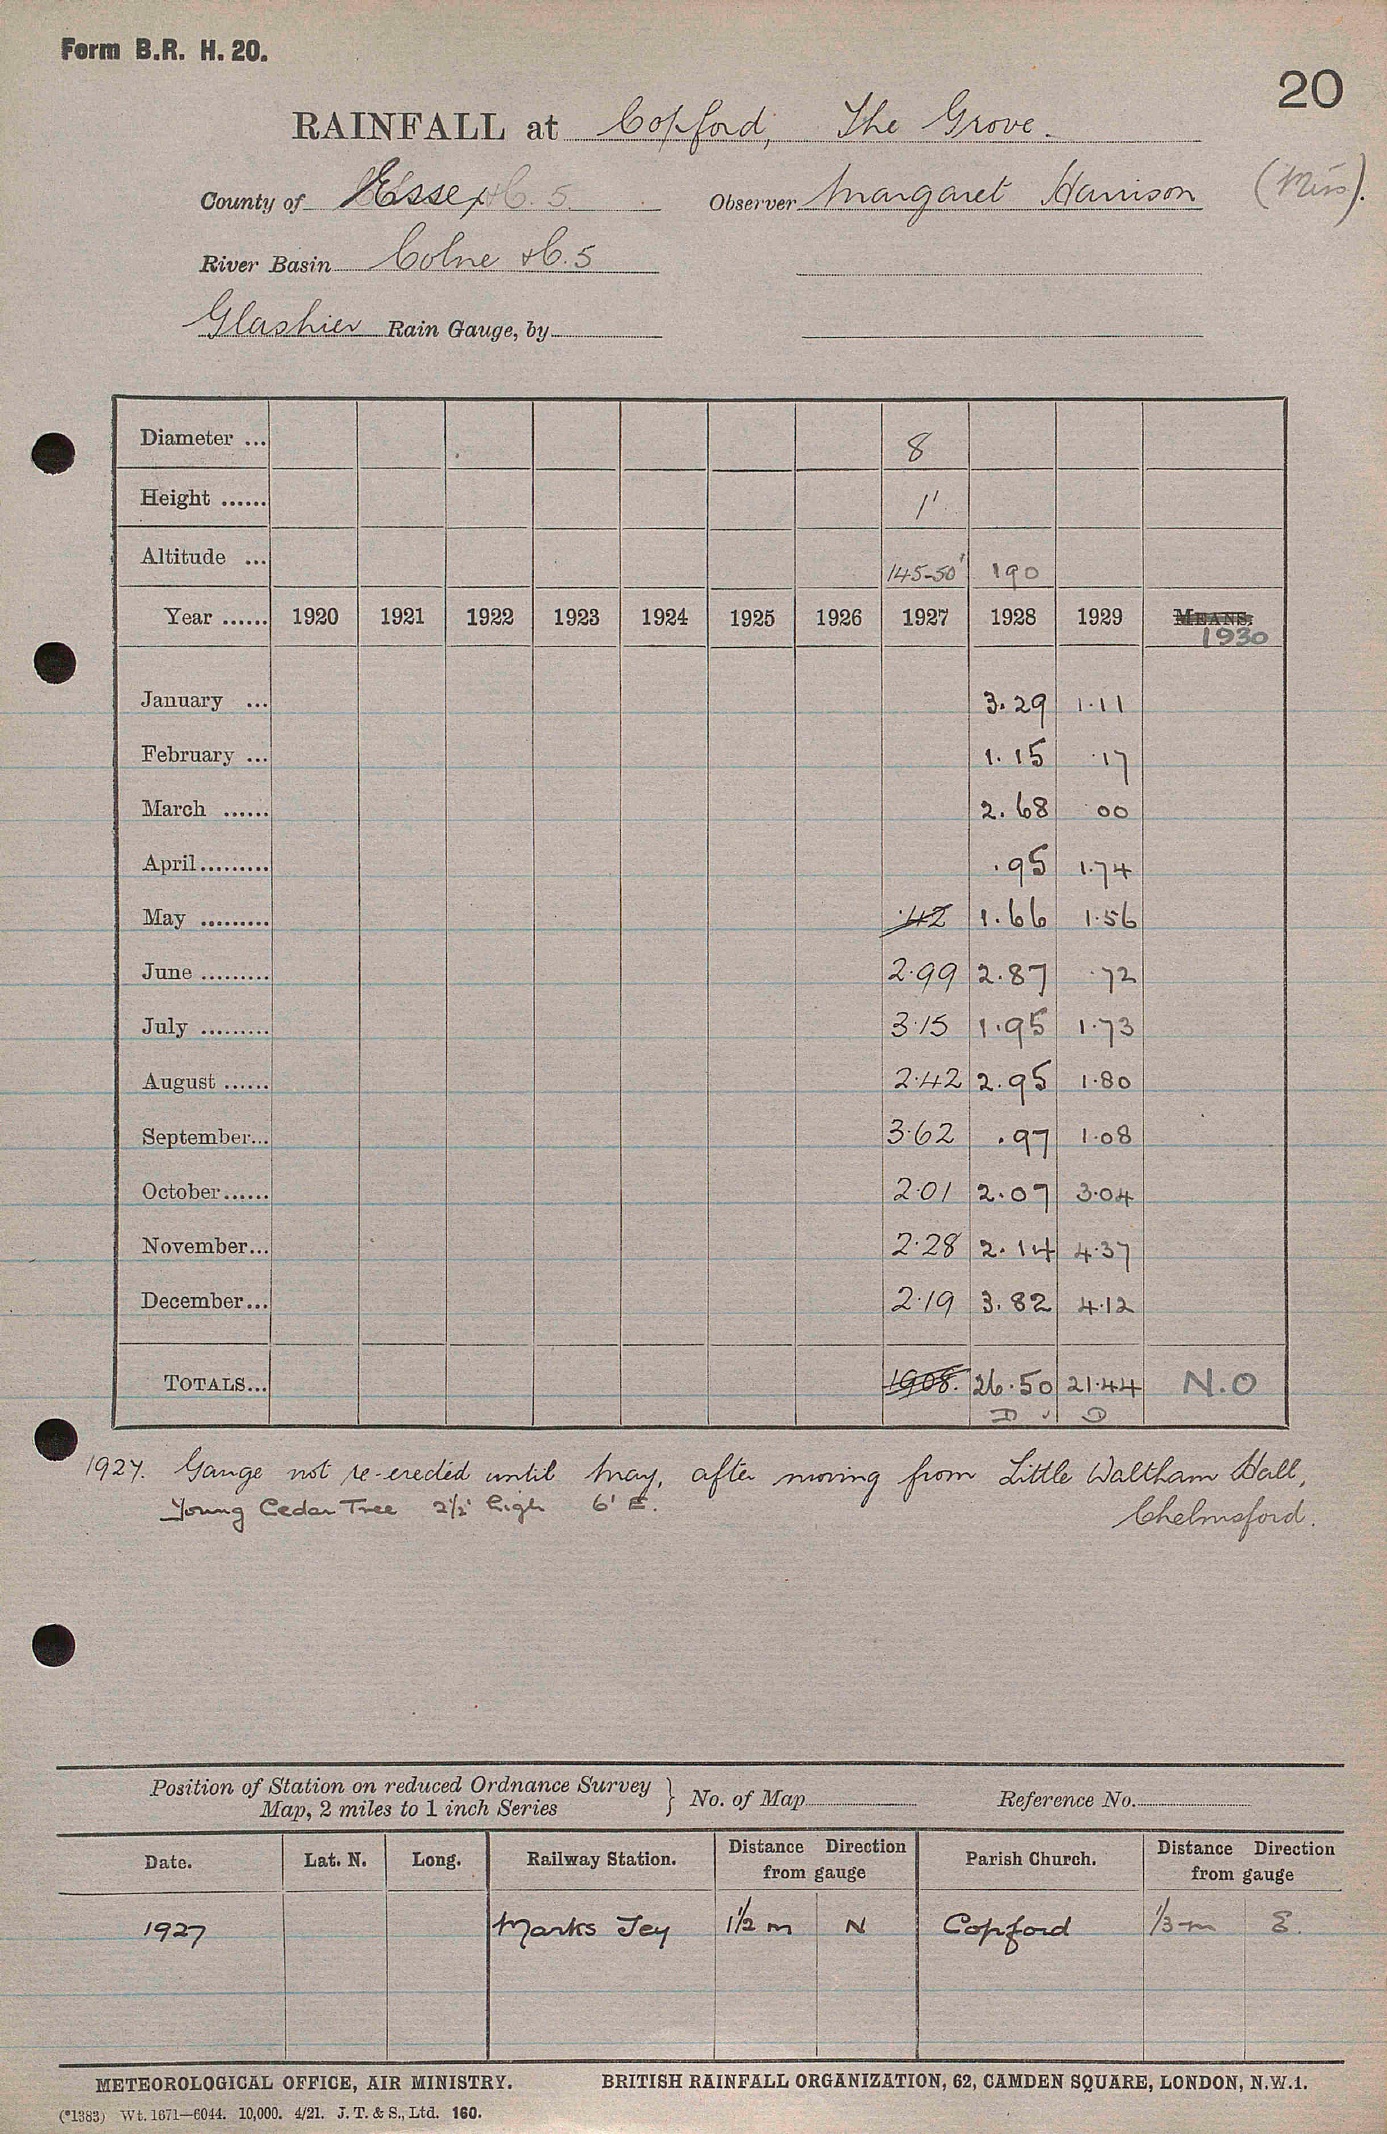 Form B.R. H. 20.
20
RAINFALL at Copford, The Grove.
County of Essex Observer Margaret Harrison (Miss).
River Basin Colne &C. 5
Glashier Rain Gauge, by
Diameter ... 8
Height ...... 1'
Altitude ... 145-50' 190
Year ...... 1920 1921 1922 1923 1924 1925 1926 1927 1928 1929 MEANS.
1930
January ... 3.29 1.11
February ... 1.15 .17
March ...... 2.68 00
April......... .95 1.74
May ......... .42 1.66 1.56
June ......... 2.99 2.87 .72
July ......... 3.15 1.95 1.73
August ...... 2.42 2.95 1.80
September... 3.62 .97 1.08
October...... 2.01 2.07 3.04
November... 2.28 2.14 4.37
December... 2.19 3.82 4.12
TOTALS... 1908. 26.50 21.44 N.O
1927. Gauge not re-erected until May, after moving from Little Waltham Hall,
Young Cedar Tree 2½' high 6' E. Chelmsford.
Position of Station on reduced Ordnance Survey
Map, 2 miles to 1 inch Series } No. of Map Reference No.
Date. Lat. N. Long. Railway Station. Distance Direction from gauge Parish Church. Distance Direction from gauge
1927 Marks Tey 1½ m N Copford 1/3 m E.
METEOROLOGICAL OFFICE, AIR MINISTRY. BRITISH RAINFALL ORGANIZATION, 62, CAMDEN SQUARE, LONDON, N.W.1.
(*1383) Wt. 1671—6044. 10,000. 4/21. J. T. & S., Ltd. 160.